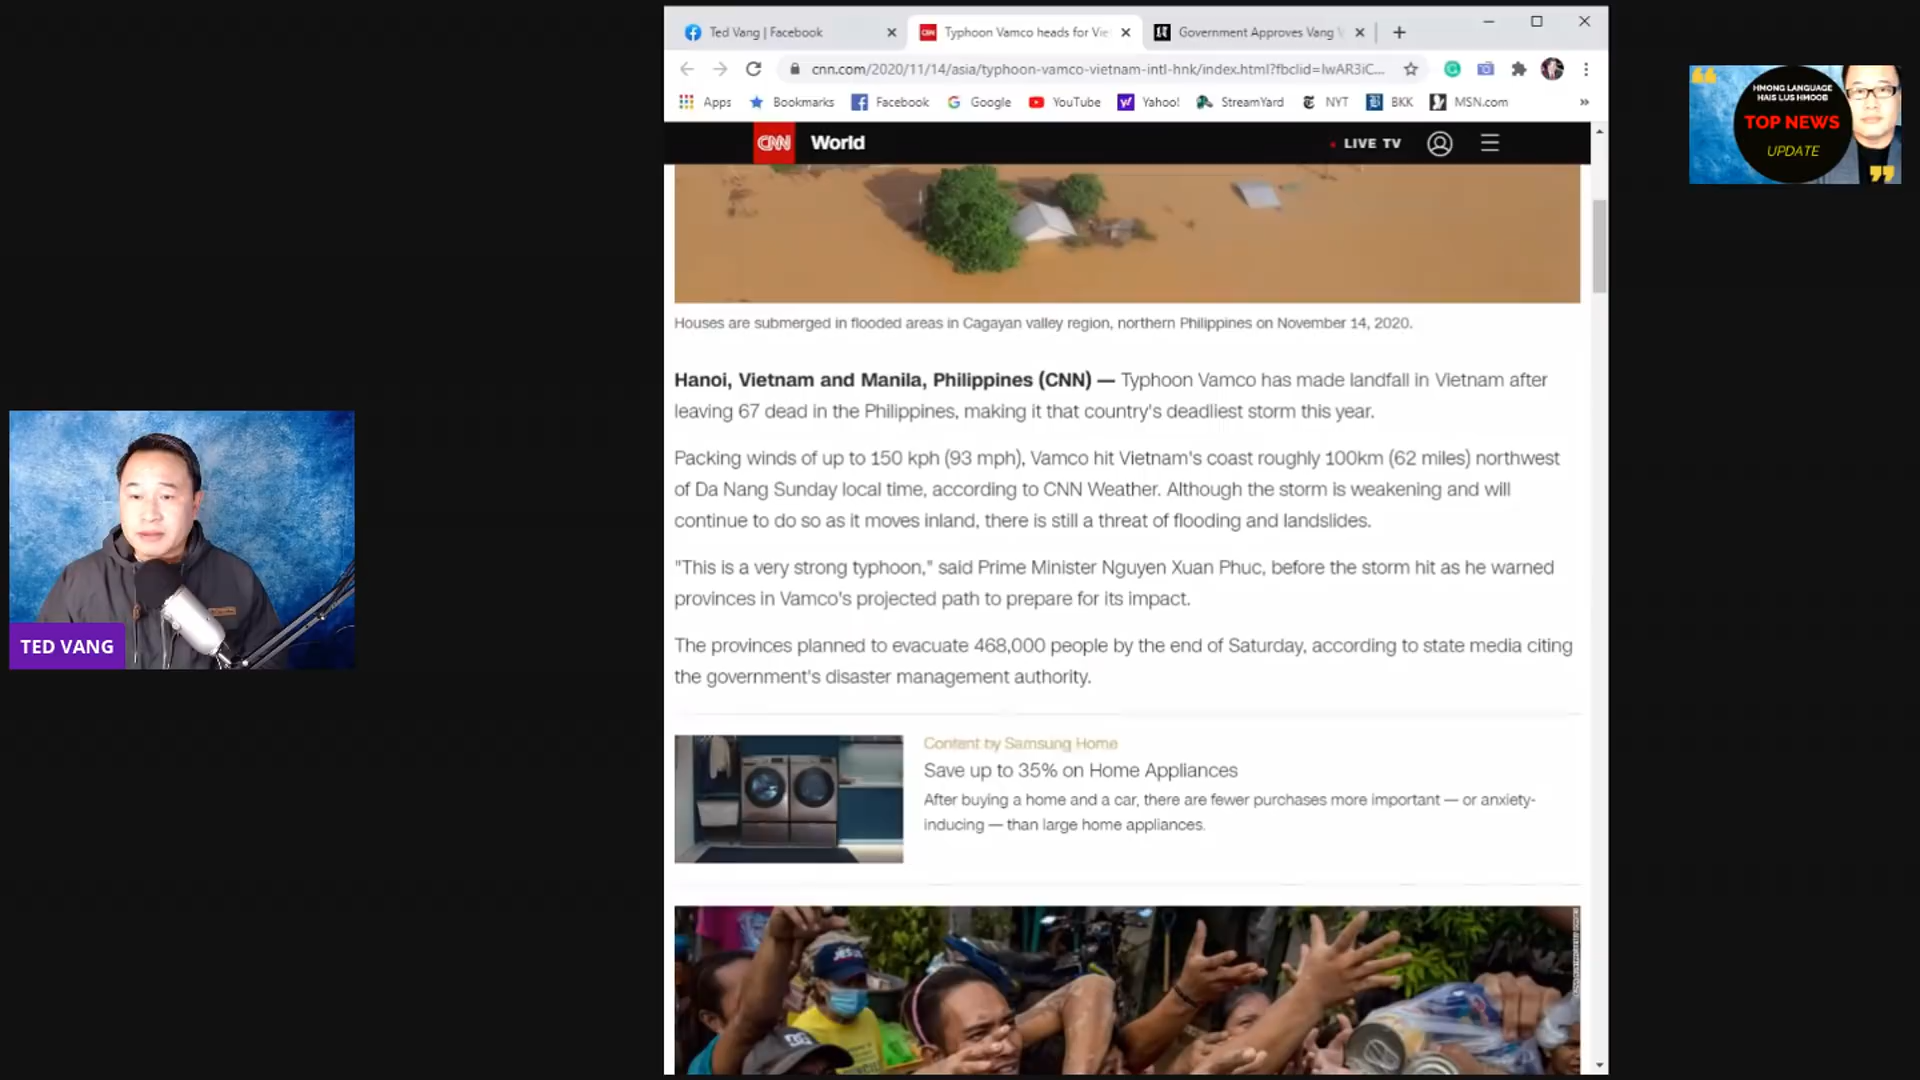 Ted Vang | Facebook
Typhoon Vamco heads for Vie
Government Approves Vang
cnn.com/2020/11/14/asia/typhoon-vamco-vietnam-intl-hnk/index.html?fbclid=IwAR3iC...
Apps
Bookmarks
Facebook
Google
YouTube
Yahoo!
StreamYard
NYT
BKK
MSN.com
»
CNN
World
LIVE TV
Houses are submerged in flooded areas in Cagayan valley region, northern Philippines on November 14, 2020.
Hanoi, Vietnam and Manila, Philippines (CNN) — Typhoon Vamco has made landfall in Vietnam after
leaving 67 dead in the Philippines, making it that country's deadliest storm this year.
Packing winds of up to 150 kph (93 mph), Vamco hit Vietnam's coast roughly 100km (62 miles) northwest
of Da Nang Sunday local time, according to CNN Weather. Although the storm is weakening and will
continue to do so as it moves inland, there is still a threat of flooding and landslides.
"This is a very strong typhoon," said Prime Minister Nguyen Xuan Phuc, before the storm hit as he warned
provinces in Vamco's projected path to prepare for its impact.
The provinces planned to evacuate 468,000 people by the end of Saturday, according to state media citing
the government's disaster management authority.
Content by Samsung Home
Save up to 35% on Home Appliances
After buying a home and a car, there are fewer purchases more important — or anxiety-
inducing — than large home appliances.
JESUS
TED VANG
HMONG LANGUAGE
HAIS LUS HMOOB
TOP NEWS
UPDATE